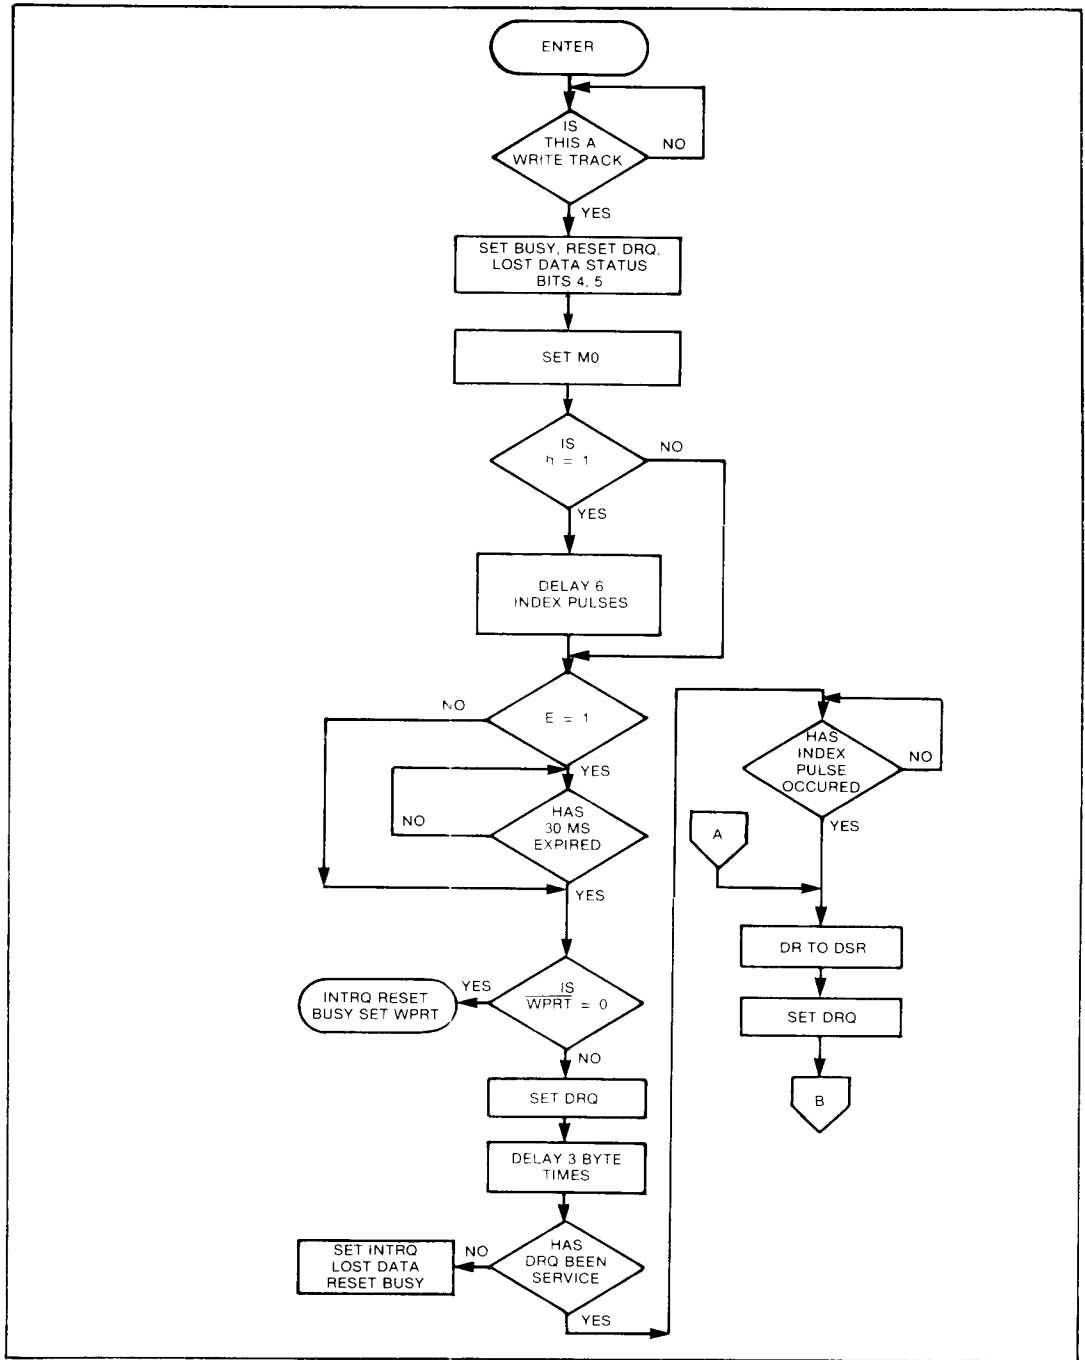 ENTER
IS
THIS A
WRITE TRACK
NO
YES
SET BUSY, RESET DRQ.
LOST DATA STATUS
BITS 4, 5
SET M0
IS
h = 1
NO
YES
DELAY 6
INDEX PULSES
NO
E = 1
YES
HAS
30 MS
EXPIRED
NO
YES
IS
WPRT = 0
YES
INTRQ RESET
BUSY SET WPRT
NO
SET DRQ
DELAY 3 BYTE
TIMES
HAS
DRQ BEEN
SERVICE
NO
SET INTRQ
LOST DATA
RESET BUSY
YES
HAS
INDEX
PULSE
OCCURED
NO
YES
A
DR TO DSR
SET DRQ
B